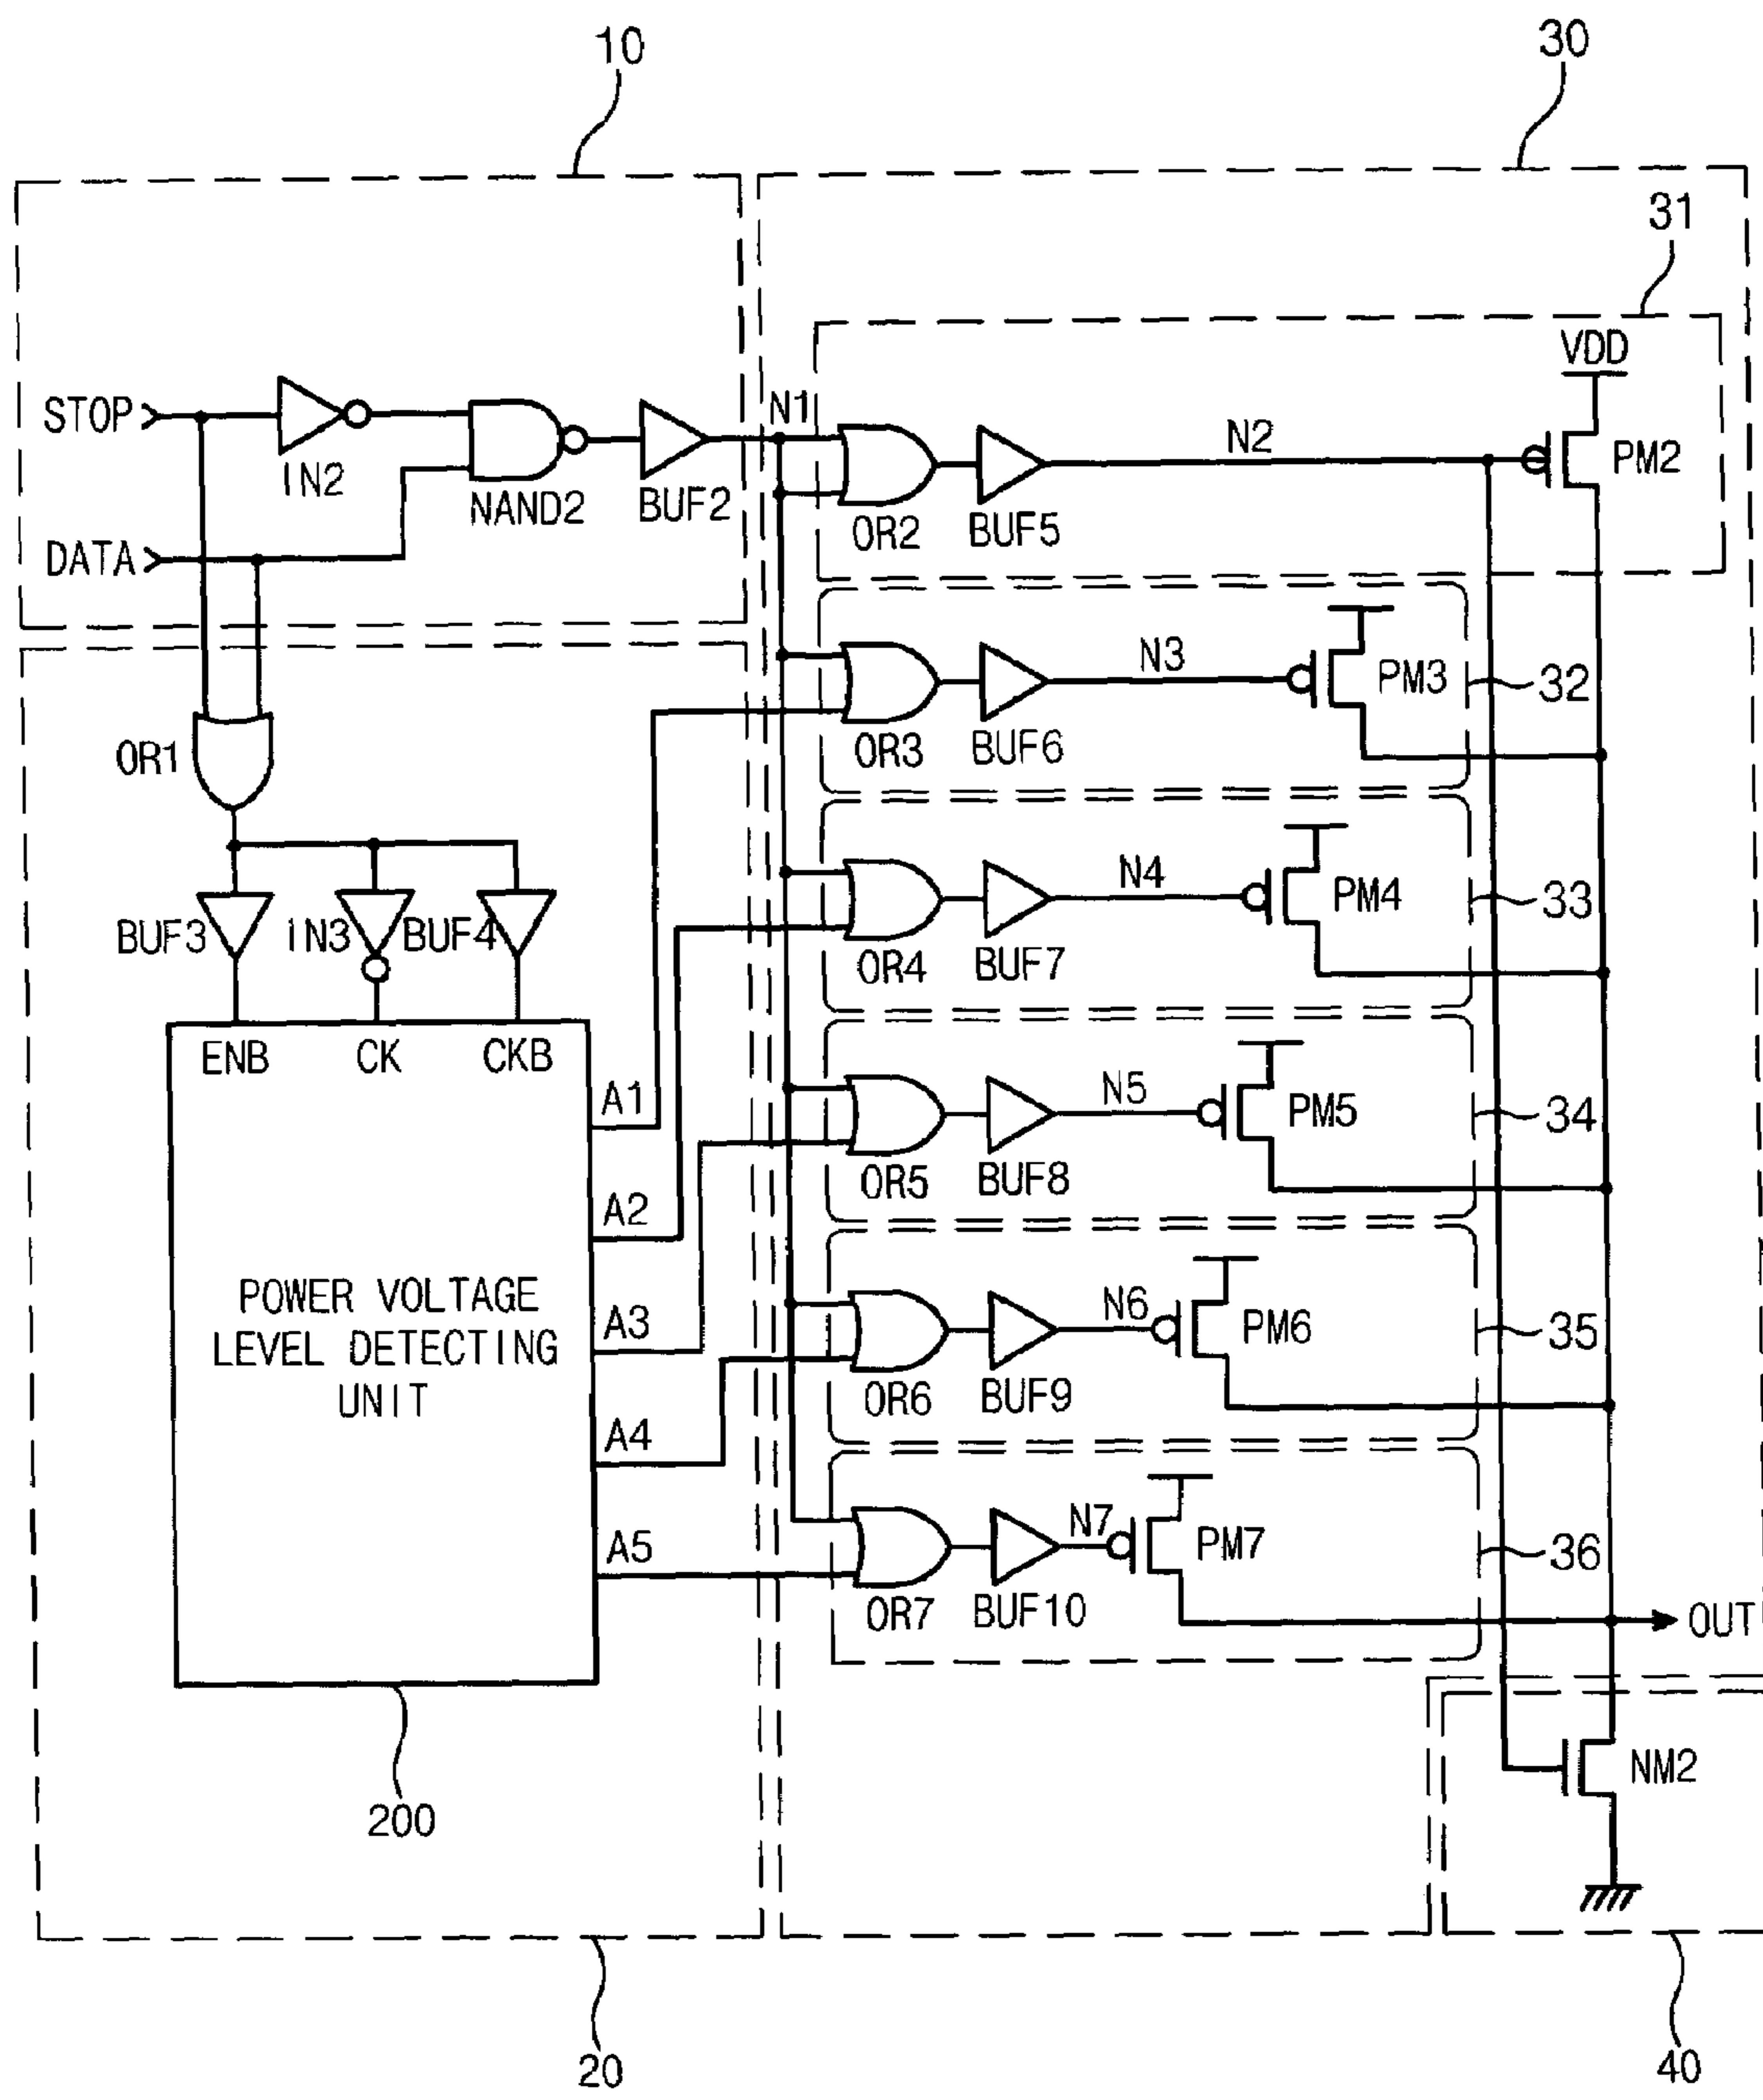 10
30
31
VDD
STOP
IN2
NAND2
BUF2
N1
OR2
BUF5
N2
PM2
DATA
OR1
OR3
BUF6
N3
PM3
32
BUF3
IN3
BUF4
OR4
BUF7
N4
PM4
33
ENB
CK
CKB
A1
A2
A3
A4
A5
POWER VOLTAGE
LEVEL DETECTING
UNIT
OR5
BUF8
N5
PM5
34
OR6
BUF9
N6
PM6
35
OR7
BUF10
N7
PM7
36
OUT
NM2
200
20
40